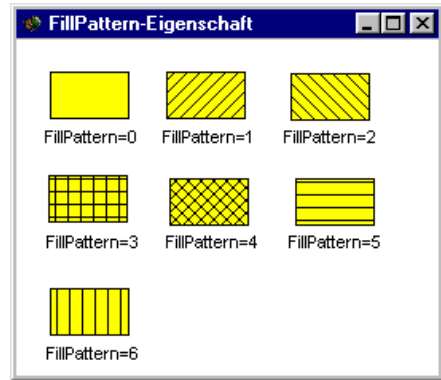 FillPattern-Eigenschaft
FillPattern=0 FillPattern=1 FillPattern=2
FillPattern=3 FillPattern=4 FillPattern=5
FillPattern=6